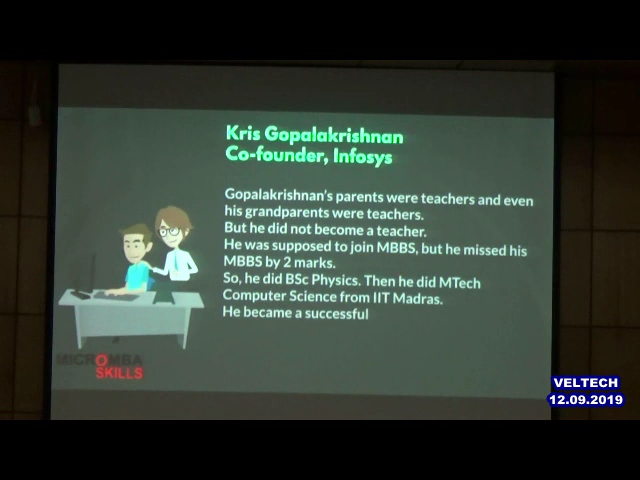 Kris Gopalakrishnan
Co-founder, Infosys
Gopalakrishnan's parents were teachers and even
his grandparents were teachers.
But he did not become a teacher.
He was supposed to join MBBS, but he missed his
MBBS by 2 marks.
So, he did BSc Physics. Then he did MTech
Computer Science from IIT Madras.
He became a successful
MICROMBA
SKILLS
VELTECH
12.09.2019